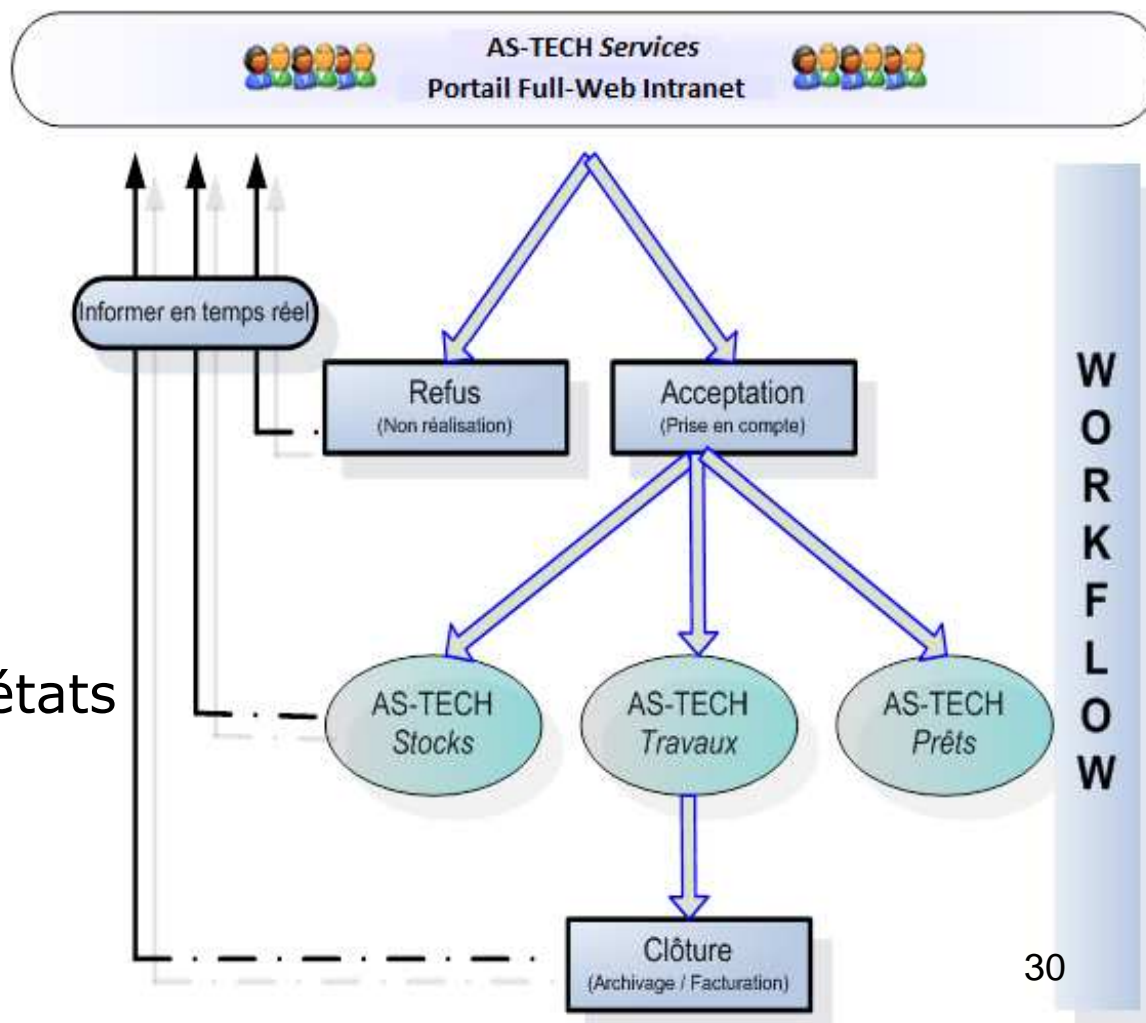 AS-TECH Services
Portail Full-Web Intranet
Informer en temps réel
Refus
(Non réalisation)
Acceptation
(Prise en compte)
WORKFLOW
états
AS-TECH
Stocks
AS-TECH
Travaux
AS-TECH
Prêts
Clôture
(Archivage / Facturation)
30